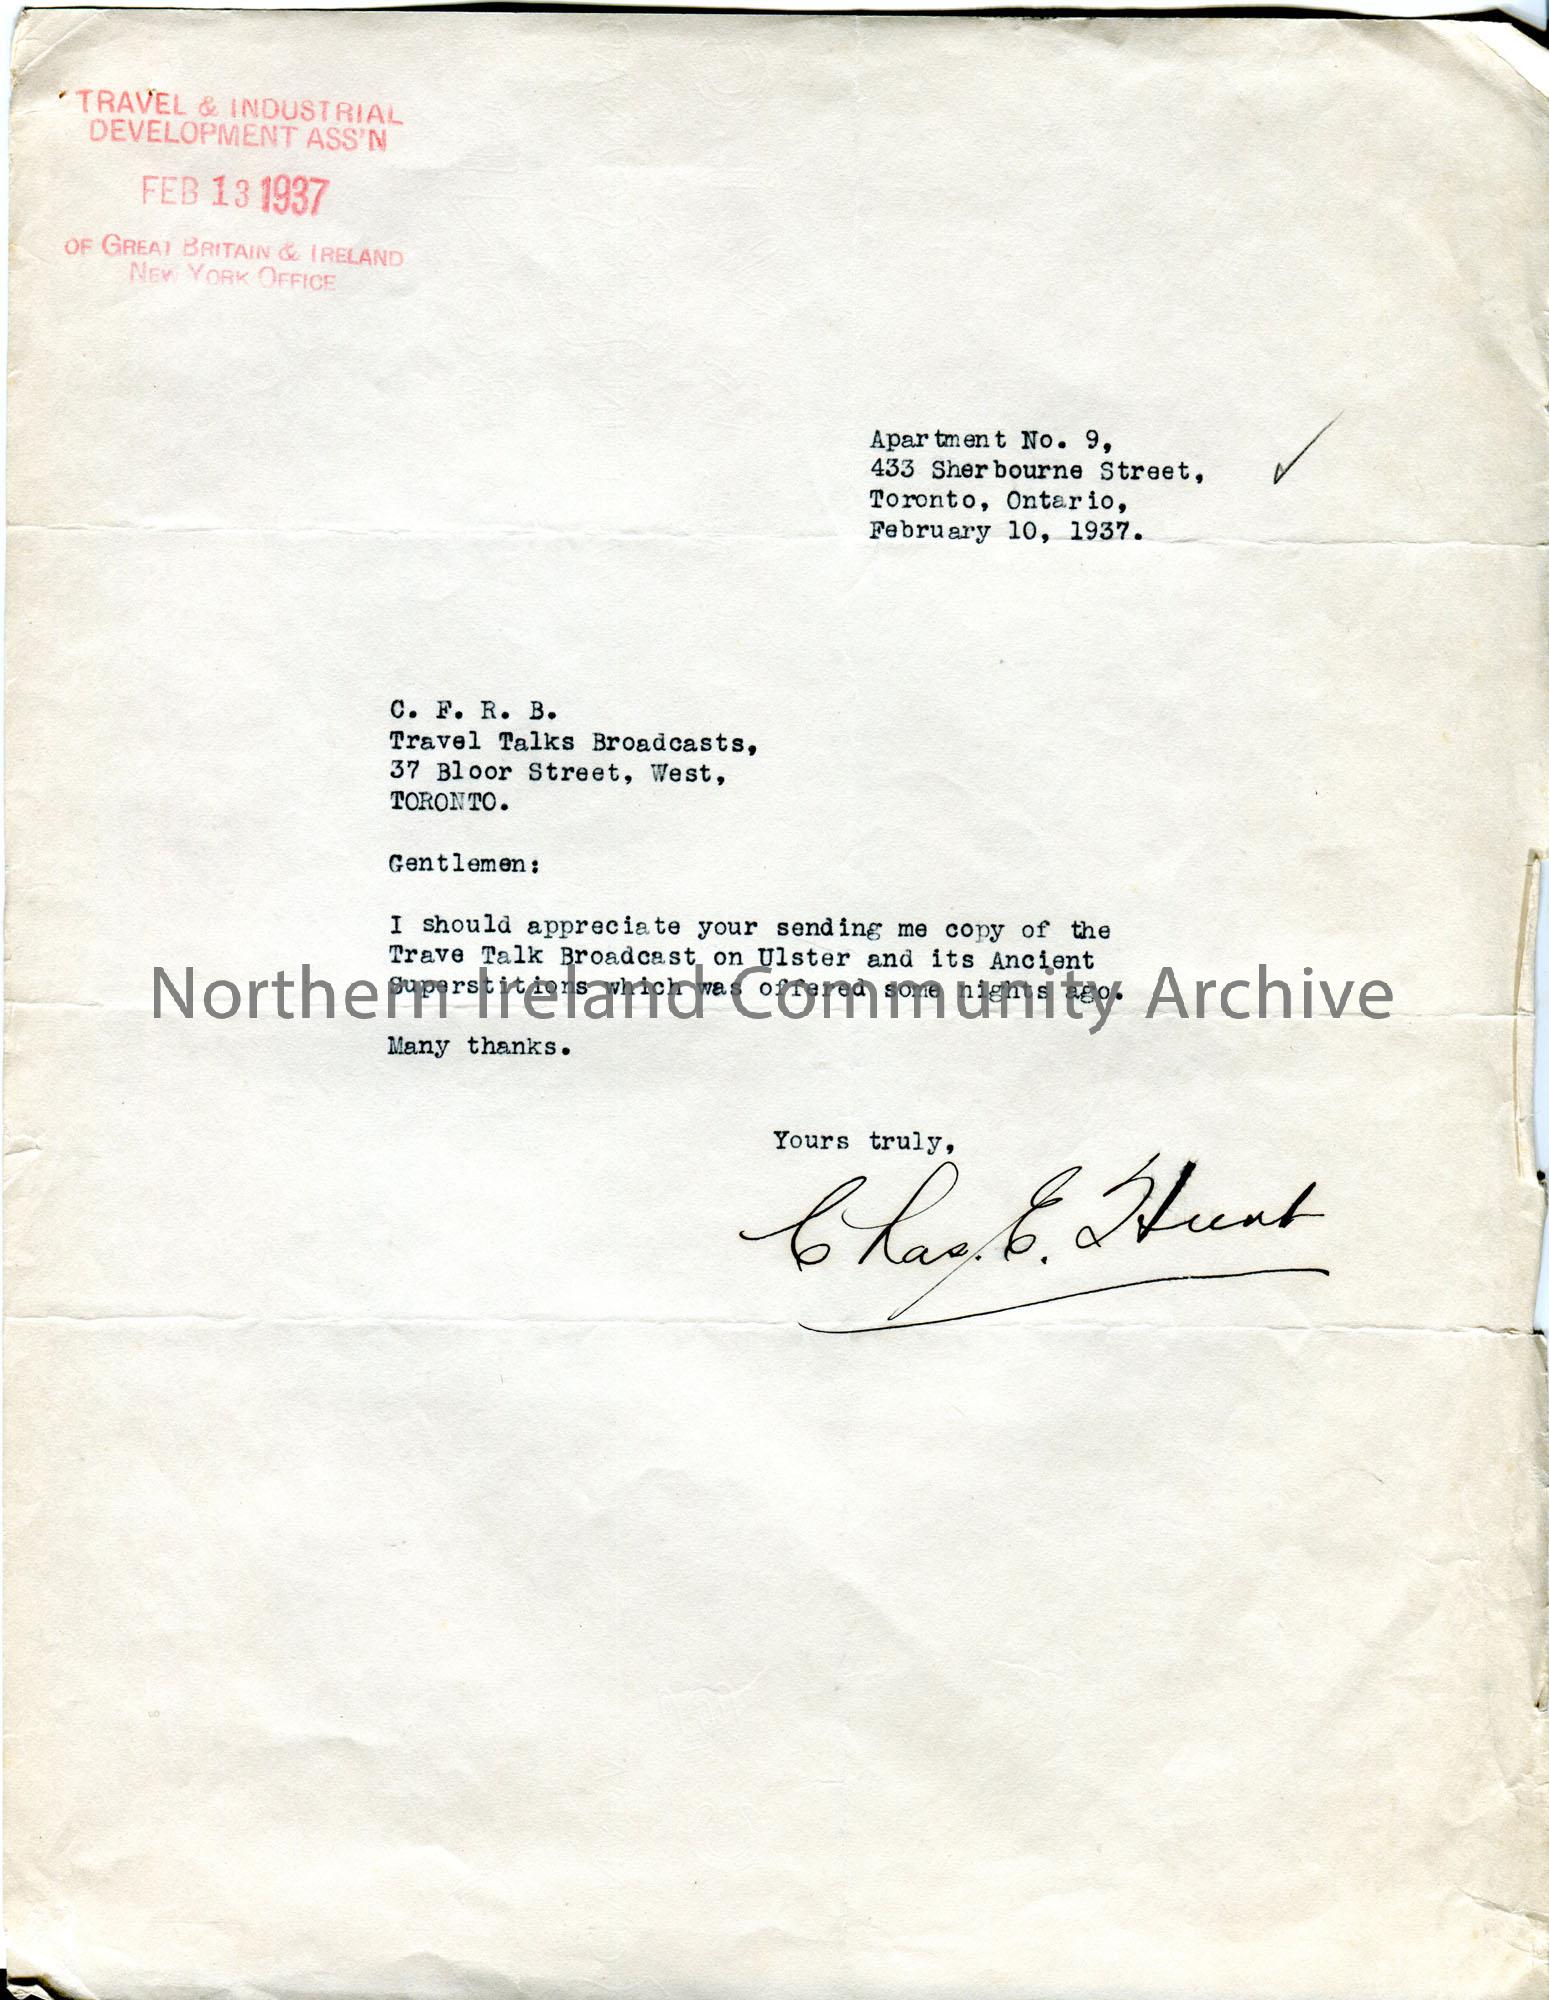 TRAVEL & INDUSTRIAL
DEVELOPMENT ASS'N
FEB 13 1937
OF GREAT BRITAIN & IRELAND
NEW YORK OFFICE
Apartment No. 9,
433 Sherbourne Street,
Toronto, Ontario,
February 10, 1937.
C. F. R. B.
Travel Talks Broadcasts,
37 Bloor Street, West,
TORONTO.
Gentlemen:
I should appreciate your sending me copy of the
Trave Talk Broadcast on Ulster and its Ancient
Superstitions which was offered some nights ago.
Northern Ireland Community Archive
Many thanks.
Yours truly,
Chas. E. Hunt